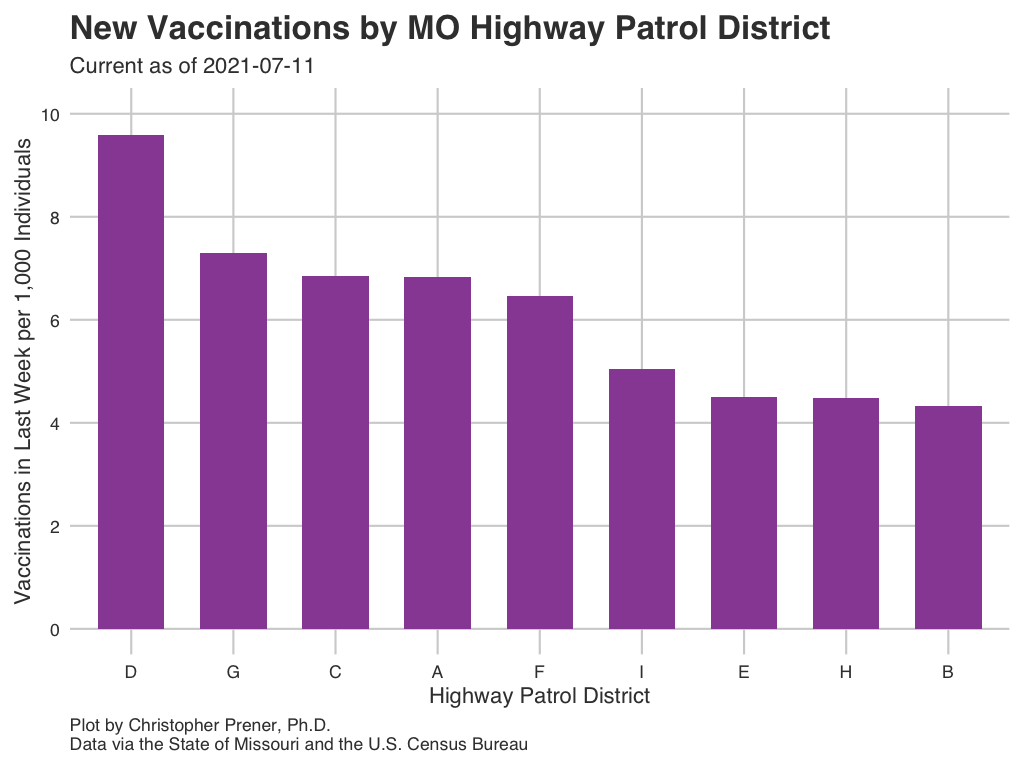 New Vaccinations by MO Highway Patrol District
Current as of 2021-07-11
Vaccinations in Last Week per 1,000 Individuals
10
8
6
4
2
0
D G C A F I E H B
Highway Patrol District
Plot by Christopher Prener, Ph.D.
Data via the State of Missouri and the U.S. Census Bureau